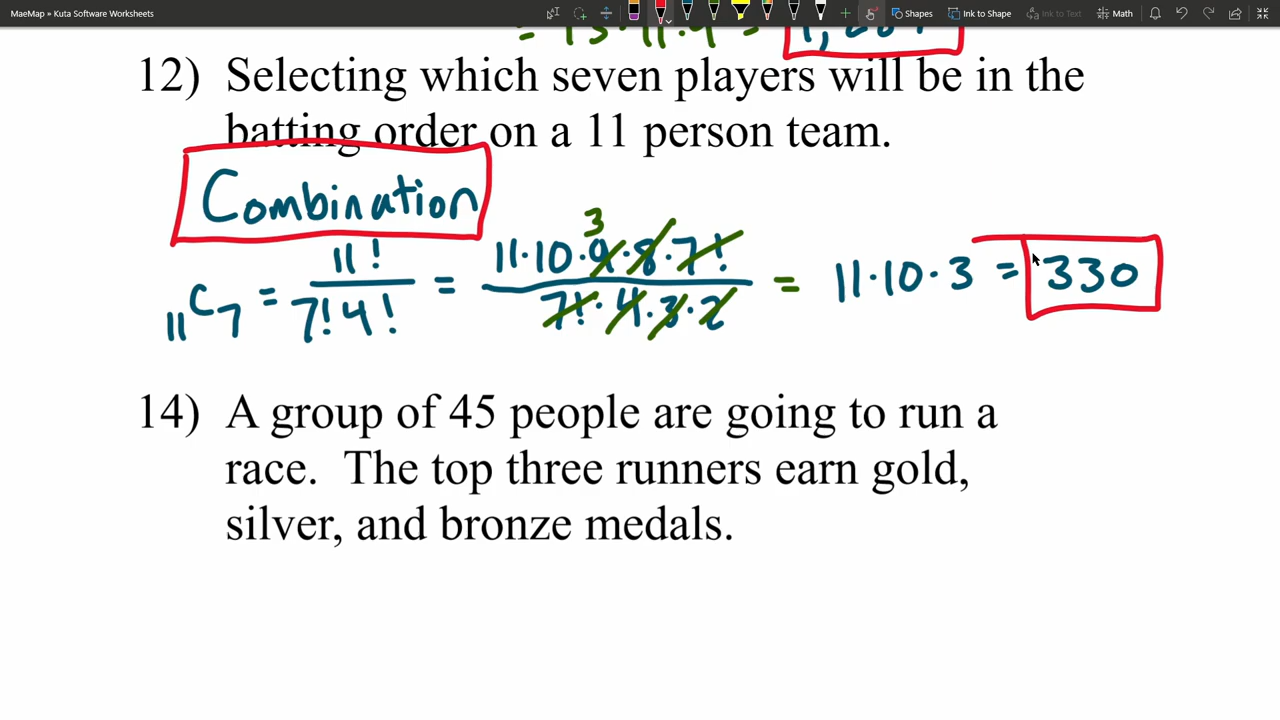 MaeMap » Kuta Software Worksheets
Shapes Ink to Shape Ink to Text Math
12) Selecting which seven players will be in the
batting order on a 11 person team.
Combination
₁₁C₇ = 11! / 7!4! = 11·10·9·8·7! / 7!·4·3·2 = 11·10·3 = 330
3
14) A group of 45 people are going to run a
race. The top three runners earn gold,
silver, and bronze medals.